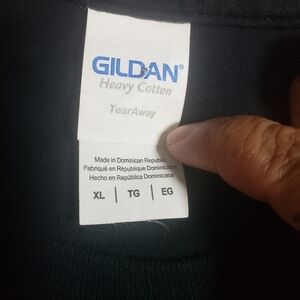 GILDAN®
Heavy Cotton
TearAway
Made in Dominican Republic
Fabriqué en République Dominicaine
Hecho en República Dominicana
XL | TG | EG